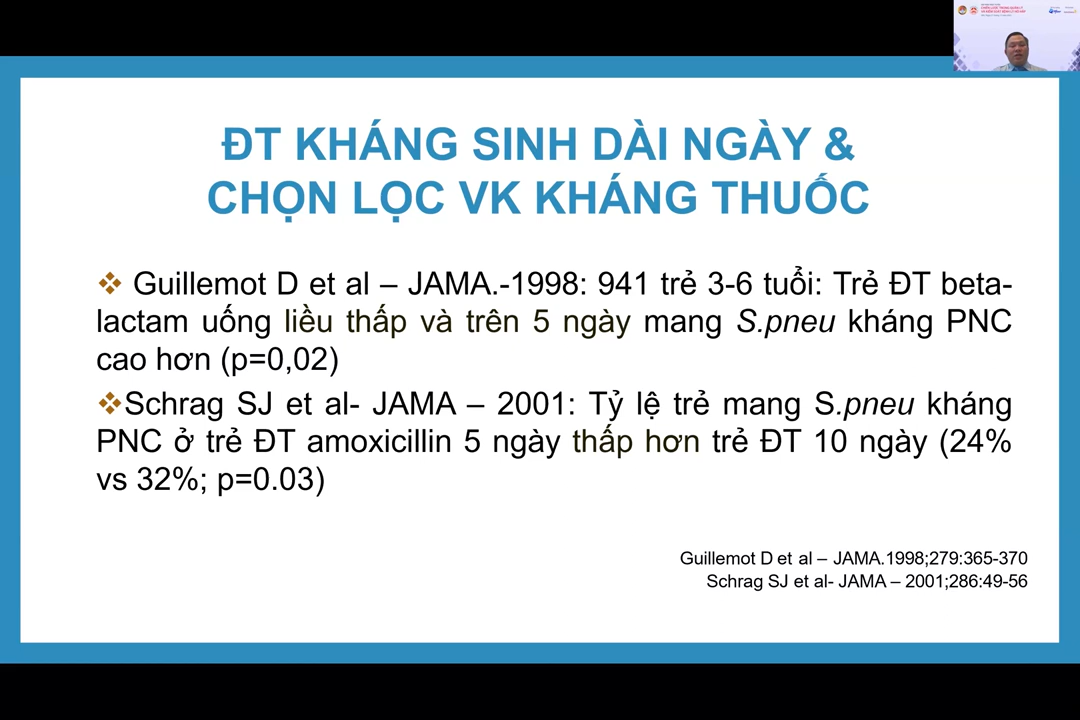 ĐT KHÁNG SINH DÀI NGÀY &
CHỌN LỌC VK KHÁNG THUỐC
❖ Guillemot D et al – JAMA.-1998: 941 trẻ 3-6 tuổi: Trẻ ĐT beta-
lactam uống liều thấp và trên 5 ngày mang S.pneu kháng PNC
cao hơn (p=0,02)
❖Schrag SJ et al- JAMA – 2001: Tỷ lệ trẻ mang S.pneu kháng
PNC ở trẻ ĐT amoxicillin 5 ngày thấp hơn trẻ ĐT 10 ngày (24%
vs 32%; p=0.03)
Guillemot D et al – JAMA.1998;279:365-370
Schrag SJ et al- JAMA – 2001;286:49-56